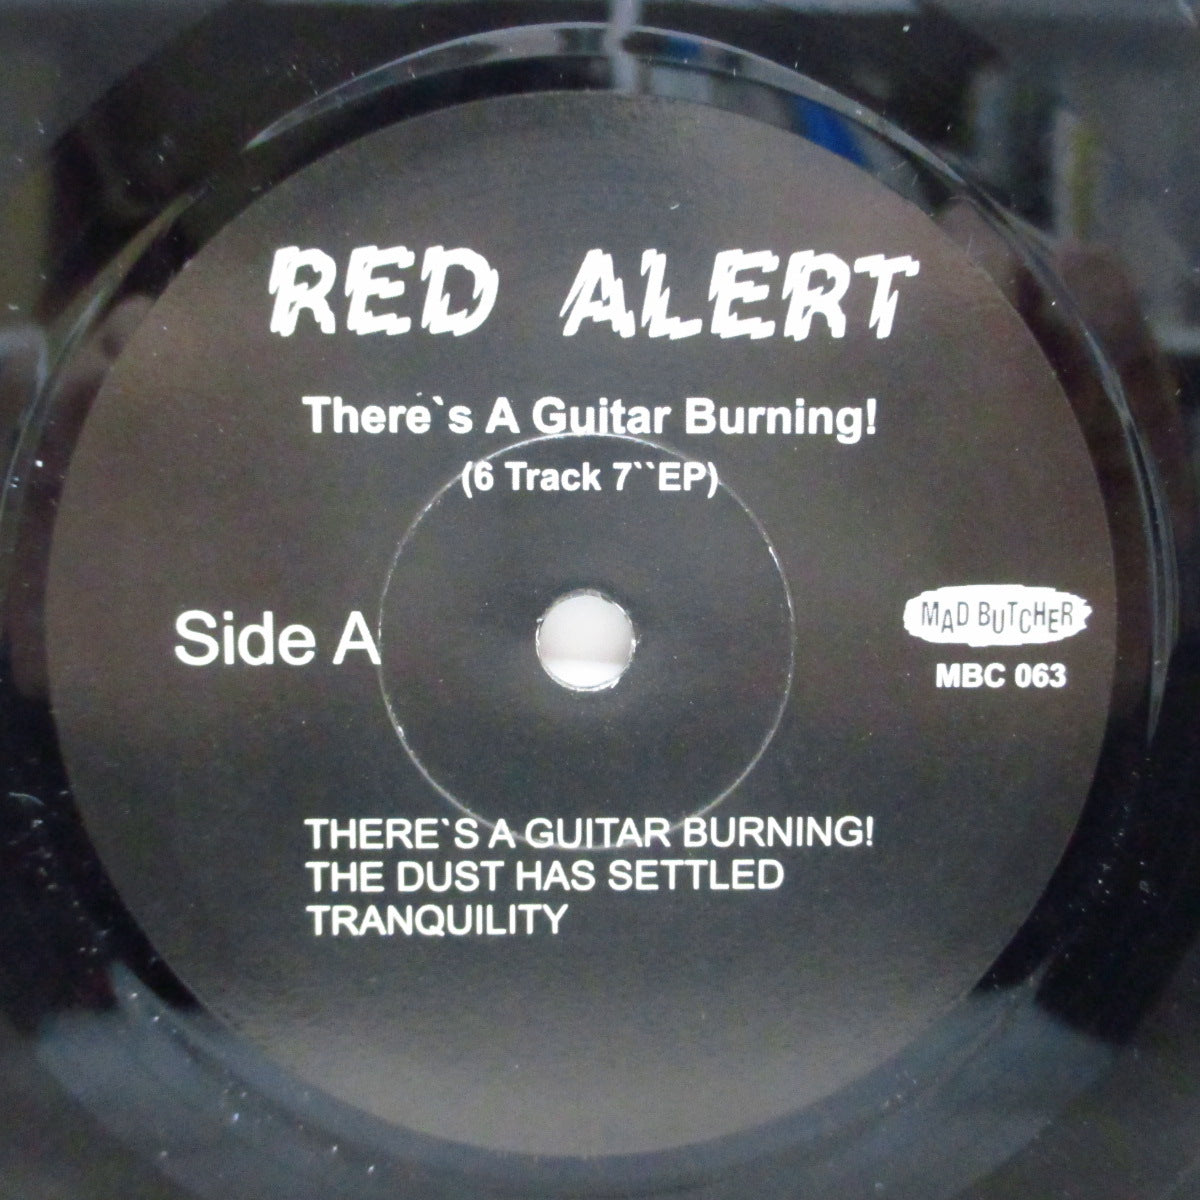 RED ALERT
There`s A Guitar Burning!
(6 Track 7``EP)
Side A
MAD BUTCHER
MBC 063
THERE`S A GUITAR BURNING!
THE DUST HAS SETTLED
TRANQUILITY